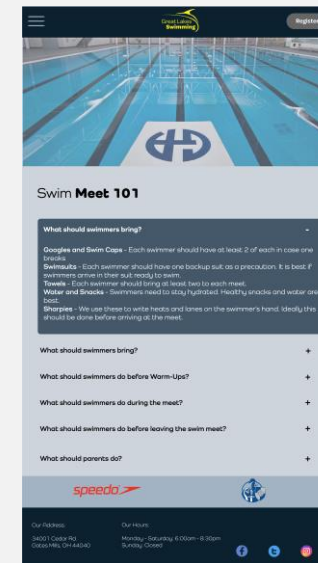 Great Lakes
Swimming
Register
Swim Meet 101
What should swimmers bring? -
Googles and Swim Caps - Each swimmer should have at least 2 of each in case one
breaks
Swimsuits - Each swimmer should have one backup suit as a precaution. It is best if
swimmers arrive in their suit ready to swim.
Towels - Each swimmer should bring at least two to each meet.
Water and Snacks - Swimmers need to stay hydrated. Healthy snacks and water are
best.
Sharpies - We use these to write heats and lanes on the swimmer's hand. Ideally this
should be done before arriving at the meet.
What should swimmers bring? +
What should swimmers do before Warm-Ups? +
What should swimmers do during the meet? +
What should swimmers do before leaving the swim meet? +
What should parents do? +
speedo
Our Address:
Our Hours:
34001 Cedar Rd.
Gates Mills, OH 44040
Monday - Saturday: 6:00am - 8:30pm
Sunday: Closed